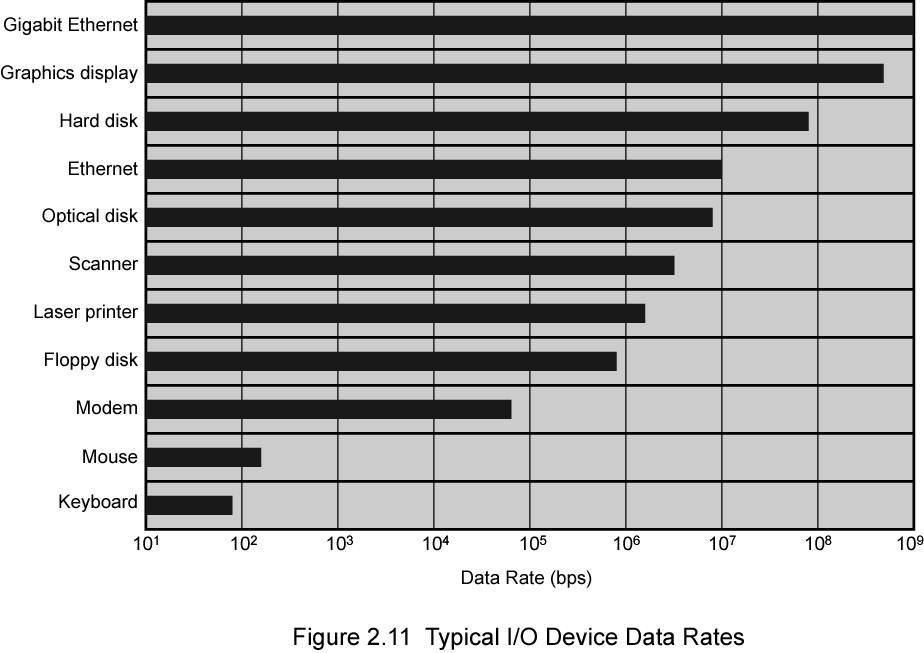 Gigabit Ethernet
Graphics display
Hard disk
Ethernet
Optical disk
Scanner
Laser printer
Floppy disk
Modem
Mouse
Keyboard
10¹ 10² 10³ 10⁴ 10⁵ 10⁶ 10⁷ 10⁸ 10⁹
Data Rate (bps)
Figure 2.11 Typical I/O Device Data Rates